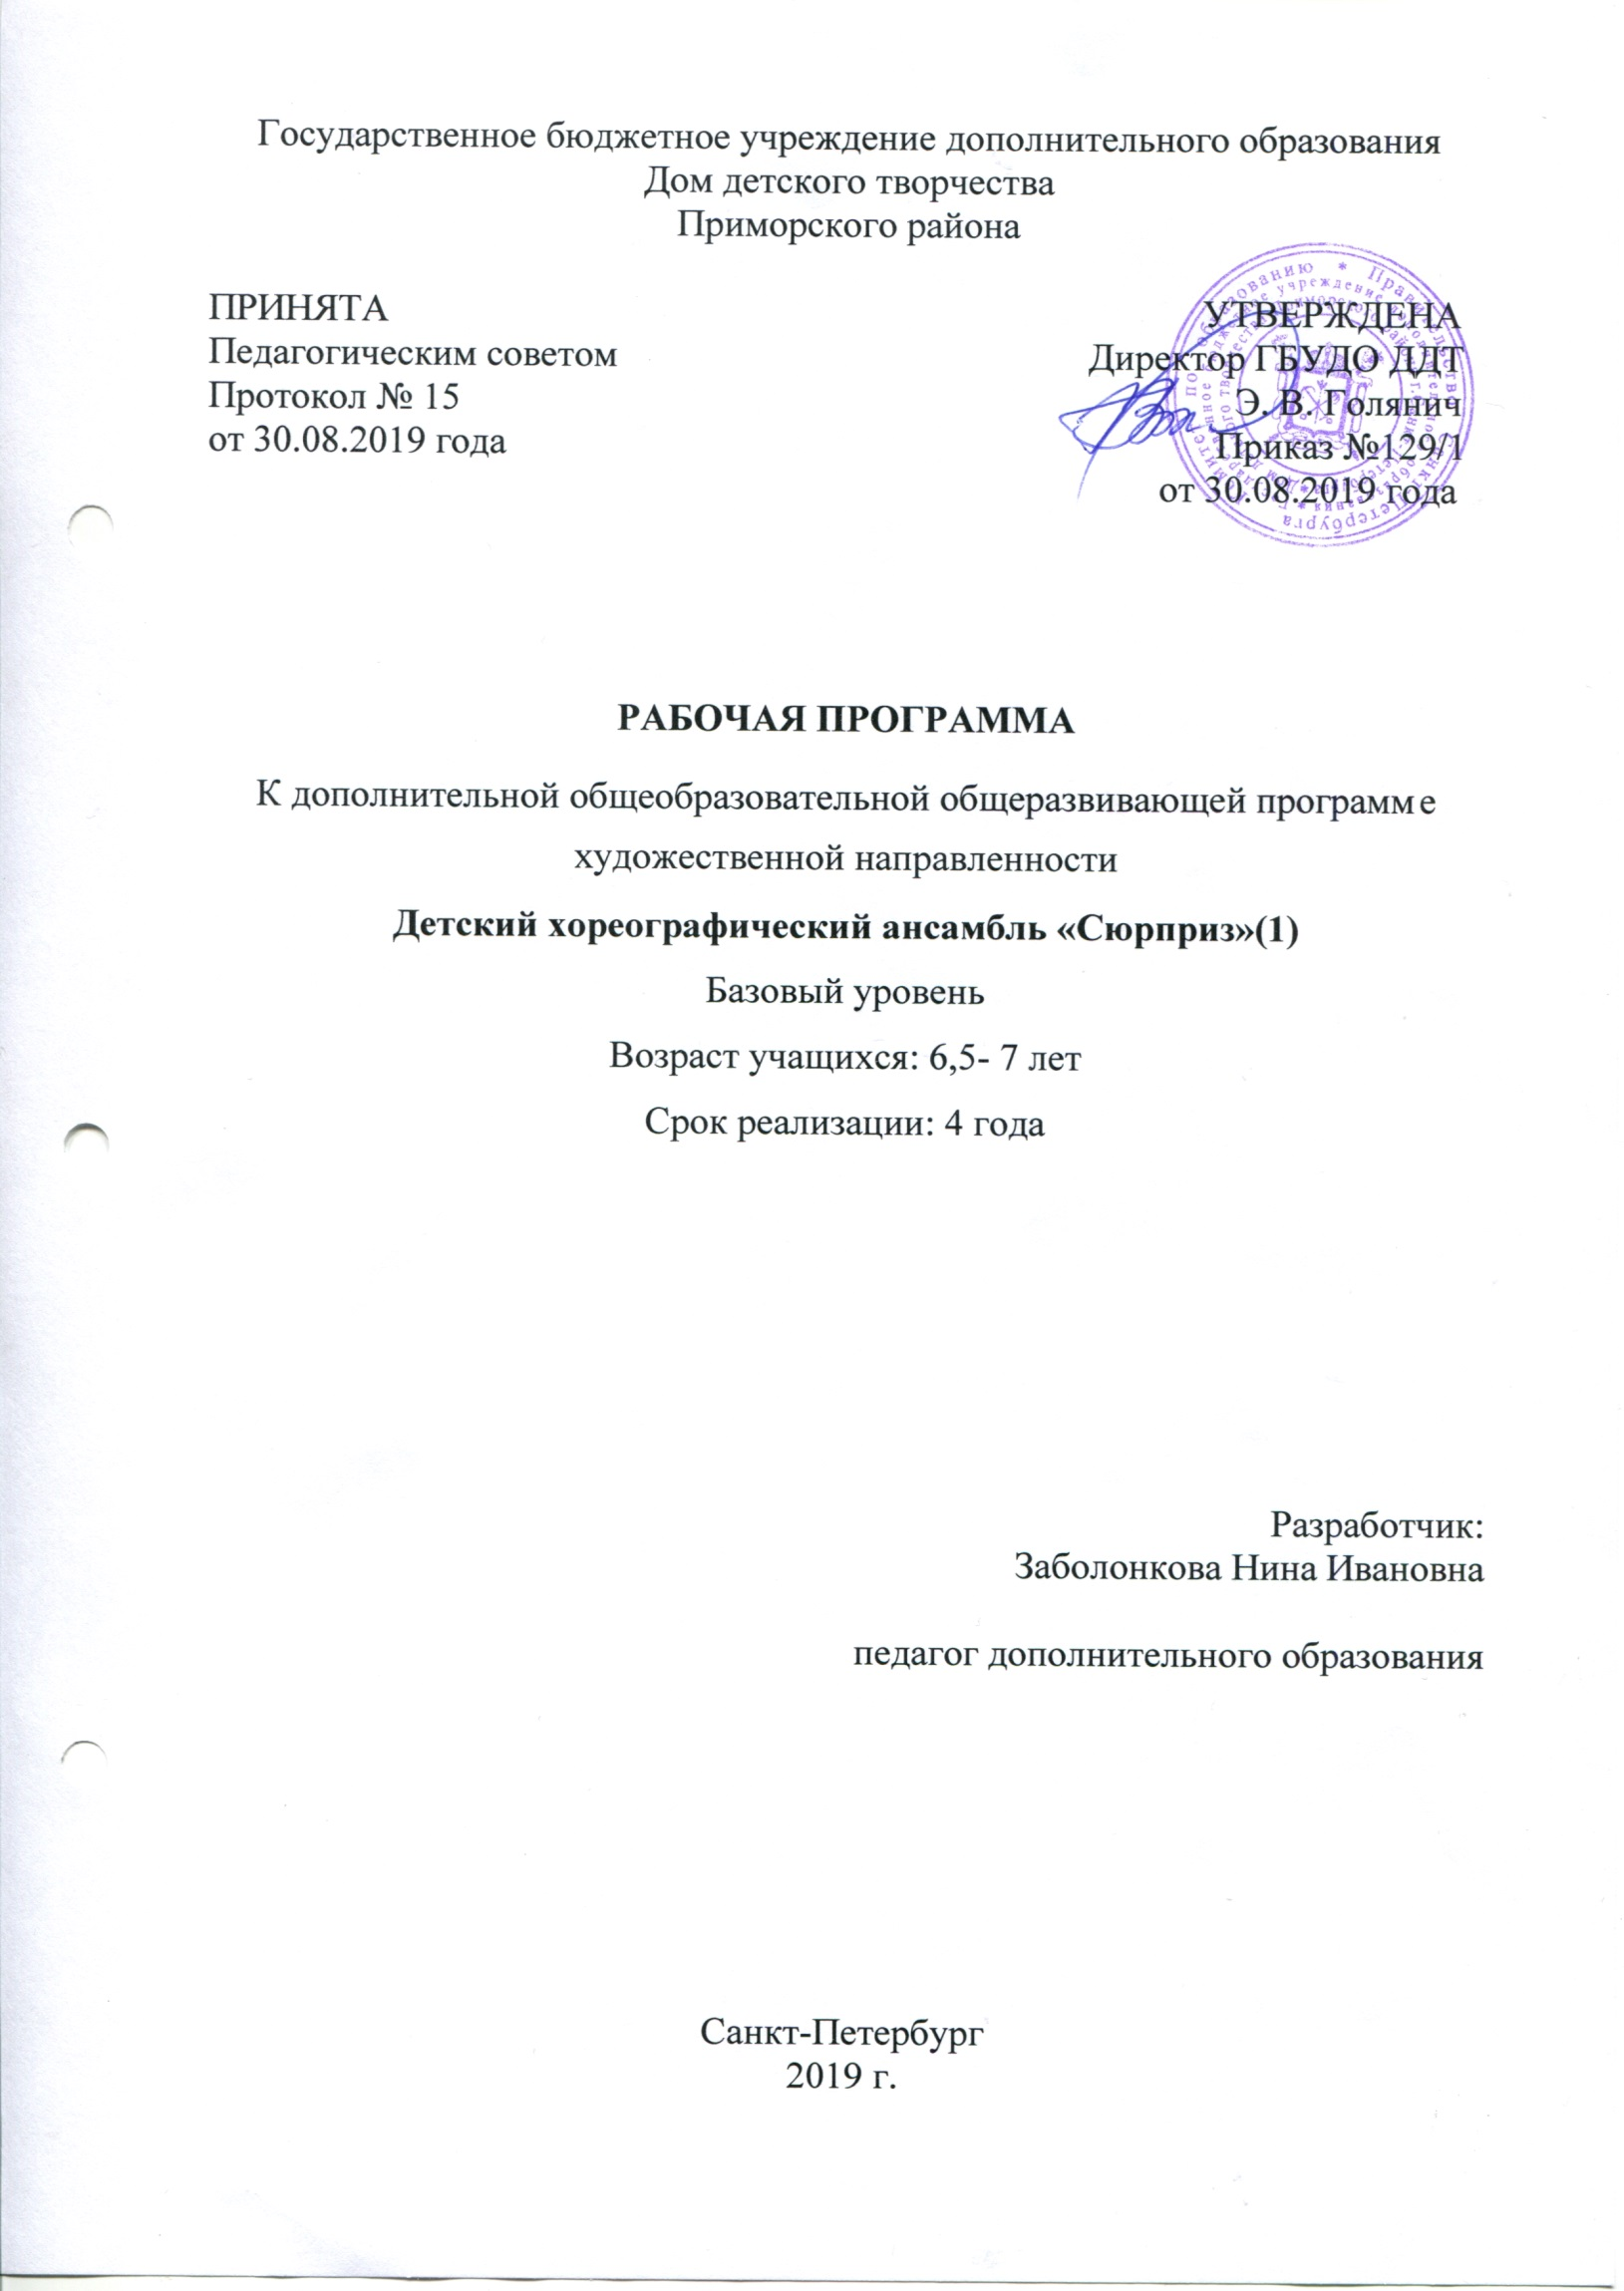 Государственное бюджетное учреждение дополнительного образования
Дом детского творчества
Приморского района
ПРИНЯТА
Педагогическим советом
Протокол № 15
от 30.08.2019 года
УТВЕРЖДЕНА
Директор ГБУДО ДДТ
Э. В. Голянич
Приказ №129/1
от 30.08.2019 года
РАБОЧАЯ ПРОГРАММА
К дополнительной общеобразовательной общеразвивающей программе
художественной направленности
Детский хореографический ансамбль «Сюрприз»(1)
Базовый уровень
Возраст учащихся: 6,5- 7 лет
Срок реализации: 4 года
Разработчик:
Заболонкова Нина Ивановна
педагог дополнительного образования
Санкт-Петербург
2019 г.